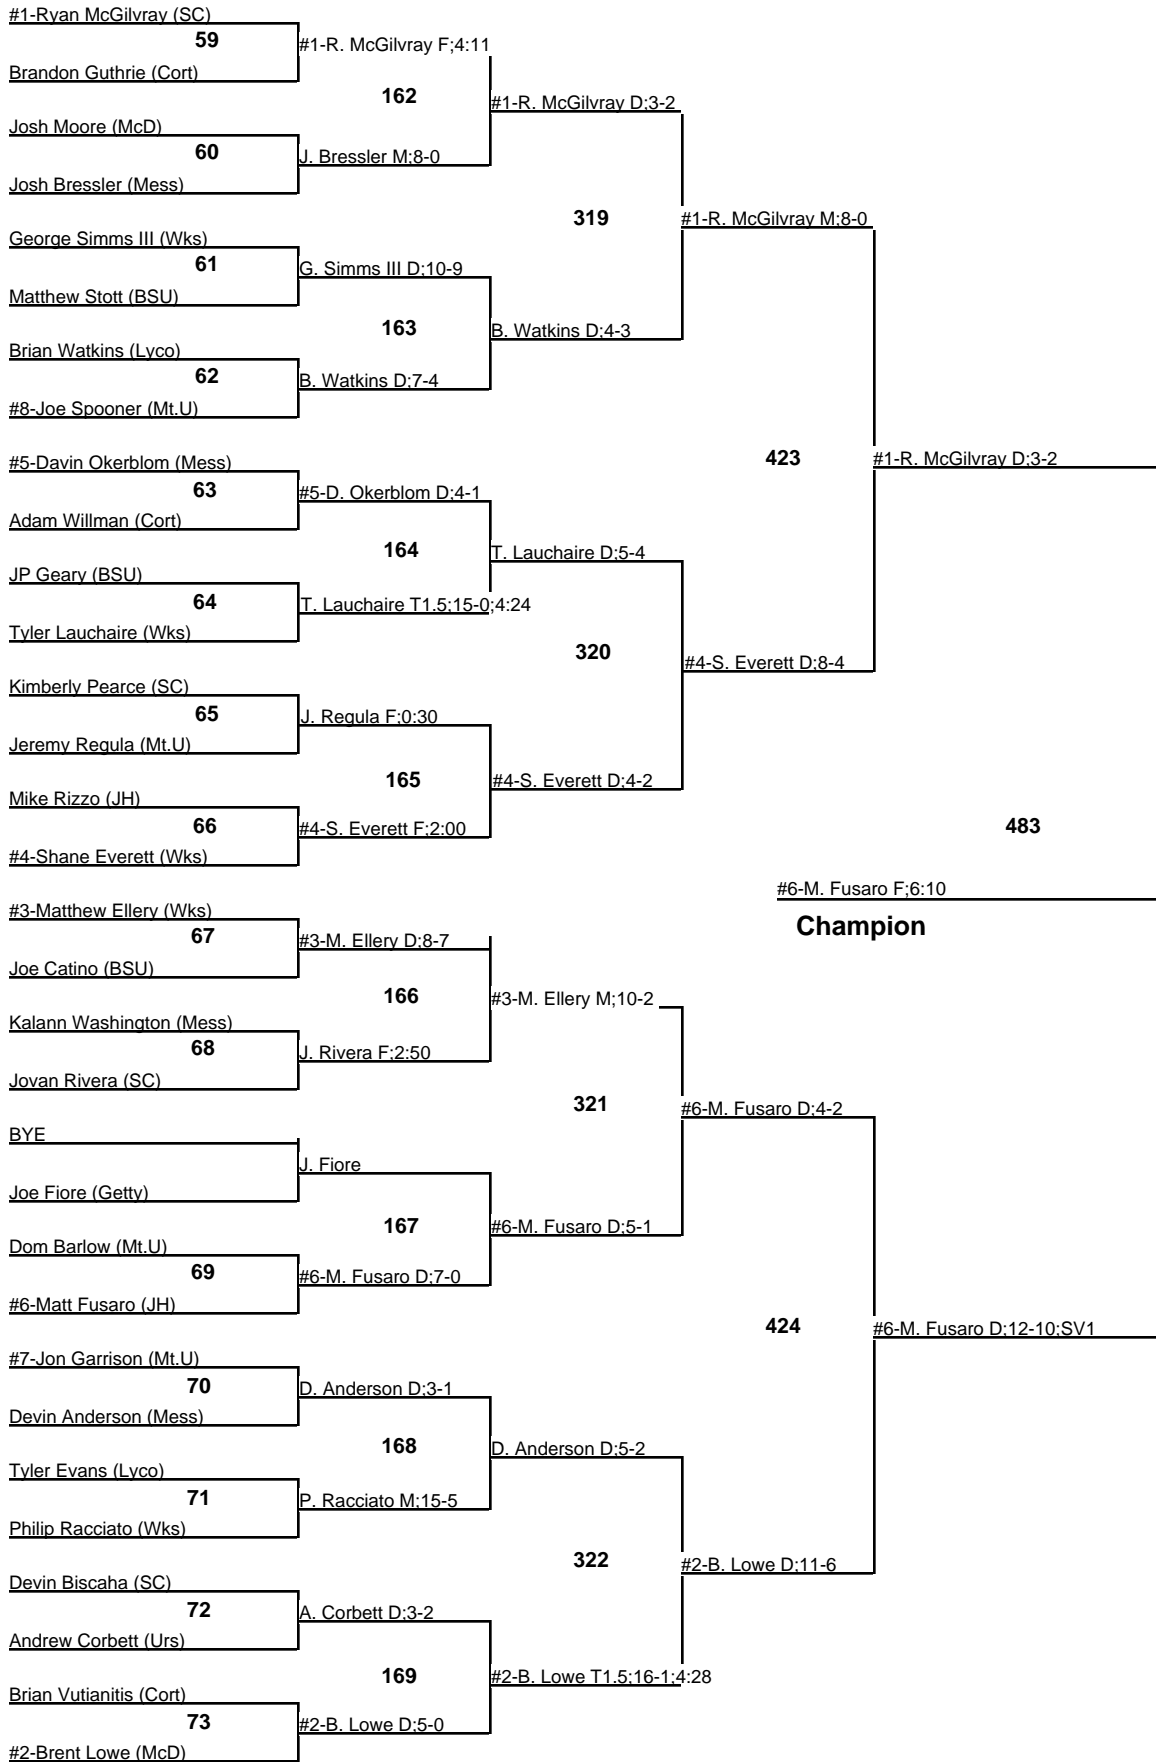 #1-Ryan McGilvray (SC)
59
#1-R. McGilvray F;4:11
Brandon Guthrie (Cort)
162
#1-R. McGilvray D;3-2
Josh Moore (McD)
60
J. Bressler M;8-0
Josh Bressler (Mess)
319
#1-R. McGilvray M;8-0
George Simms III (Wks)
61
G. Simms III D;10-9
Matthew Stott (BSU)
163
B. Watkins D;4-3
Brian Watkins (Lyco)
62
B. Watkins D;7-4
#8-Joe Spooner (Mt.U)
423
#1-R. McGilvray D;3-2
#5-Davin Okerblom (Mess)
63
#5-D. Okerblom D;4-1
Adam Willman (Cort)
164
T. Lauchaire D;5-4
JP Geary (BSU)
64
T. Lauchaire T1.5;15-0;4:24
Tyler Lauchaire (Wks)
320
#4-S. Everett D;8-4
Kimberly Pearce (SC)
65
J. Regula F;0:30
Jeremy Regula (Mt.U)
165
#4-S. Everett D;4-2
Mike Rizzo (JH)
66
#4-S. Everett F;2:00
#4-Shane Everett (Wks)
483
#6-M. Fusaro F;6:10
Champion
#3-Matthew Ellery (Wks)
67
#3-M. Ellery D;8-7
Joe Catino (BSU)
166
#3-M. Ellery M;10-2
Kalann Washington (Mess)
68
J. Rivera F;2:50
Jovan Rivera (SC)
321
#6-M. Fusaro D;4-2
BYE
J. Fiore
Joe Fiore (Getty)
167
#6-M. Fusaro D;5-1
Dom Barlow (Mt.U)
69
#6-M. Fusaro D;7-0
#6-Matt Fusaro (JH)
424
#6-M. Fusaro D;12-10;SV1
#7-Jon Garrison (Mt.U)
70
D. Anderson D;3-1
Devin Anderson (Mess)
168
D. Anderson D;5-2
Tyler Evans (Lyco)
71
P. Racciato M;15-5
Philip Racciato (Wks)
322
#2-B. Lowe D;11-6
Devin Biscaha (SC)
72
A. Corbett D;3-2
Andrew Corbett (Urs)
169
#2-B. Lowe T1.5;16-1;4:28
Brian Vutianitis (Cort)
73
#2-B. Lowe D;5-0
#2-Brent Lowe (McD)